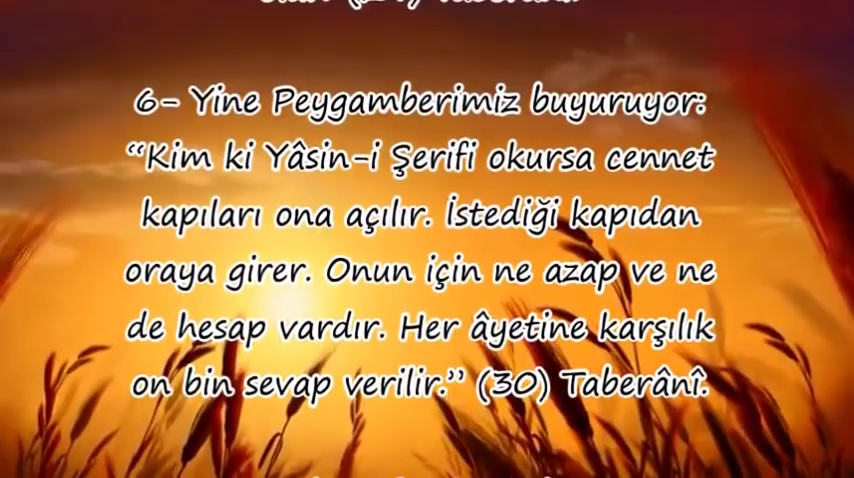 6- Yine Peygamberimiz buyuruyor:
“Kim ki Yâsin-i Şerifi okursa cennet
kapıları ona açılır. İstediği kapıdan
oraya girer. Onun için ne azap ve ne
de hesap vardır. Her âyetine karşılık
on bin sevap verilir.” (30) Taberânî.